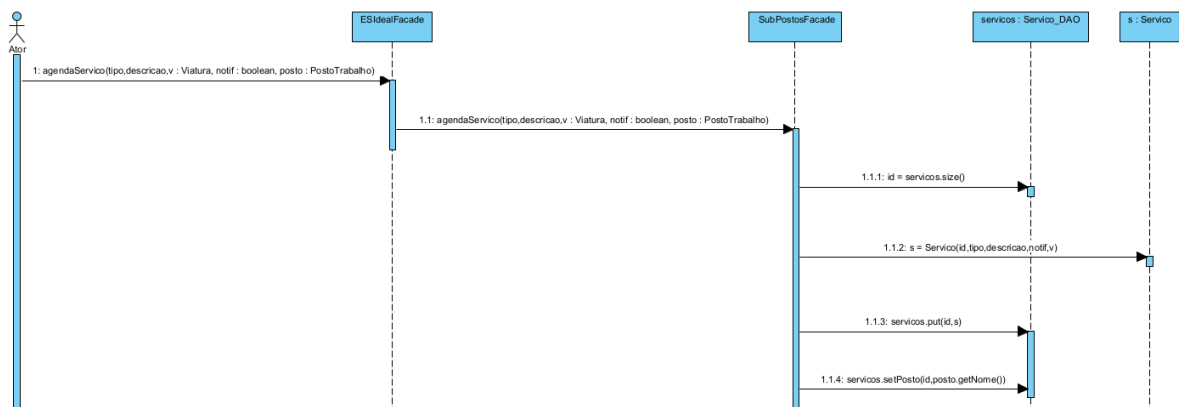 ESIdealFacade
SubPostosFacade
servicos : Servico_DAO
s : Servico
Ator
1: agendaServico(tipo,descricao,v : Viatura, notif : boolean, posto : PostoTrabalho)
1.1: agendaServico(tipo,descricao,v : Viatura, notif : boolean, posto : PostoTrabalho)
1.1.1: id = servicos.size()
1.1.2: s = Servico(id,tipo,descricao,notif,v)
1.1.3: servicos.put(id,s)
1.1.4: servicos.setPosto(id,posto.getNome())